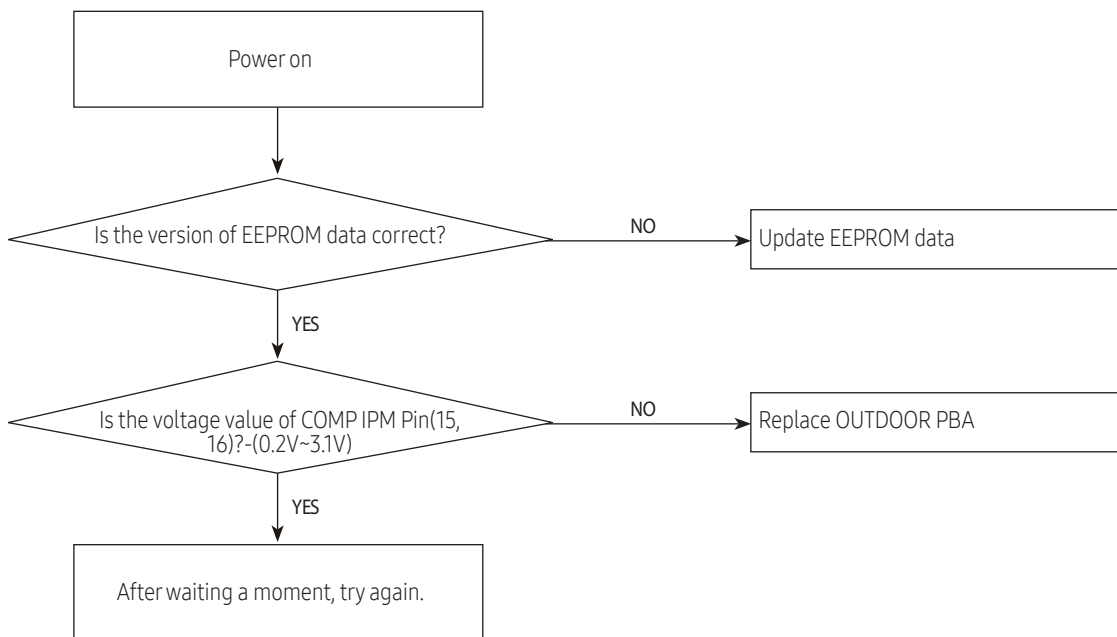 Power on
Is the version of EEPROM data correct?
NO
Update EEPROM data
YES
Is the voltage value of COMP IPM Pin(15,
16)?-(0.2V~3.1V)
NO
Replace OUTDOOR PBA
YES
After waiting a moment, try again.